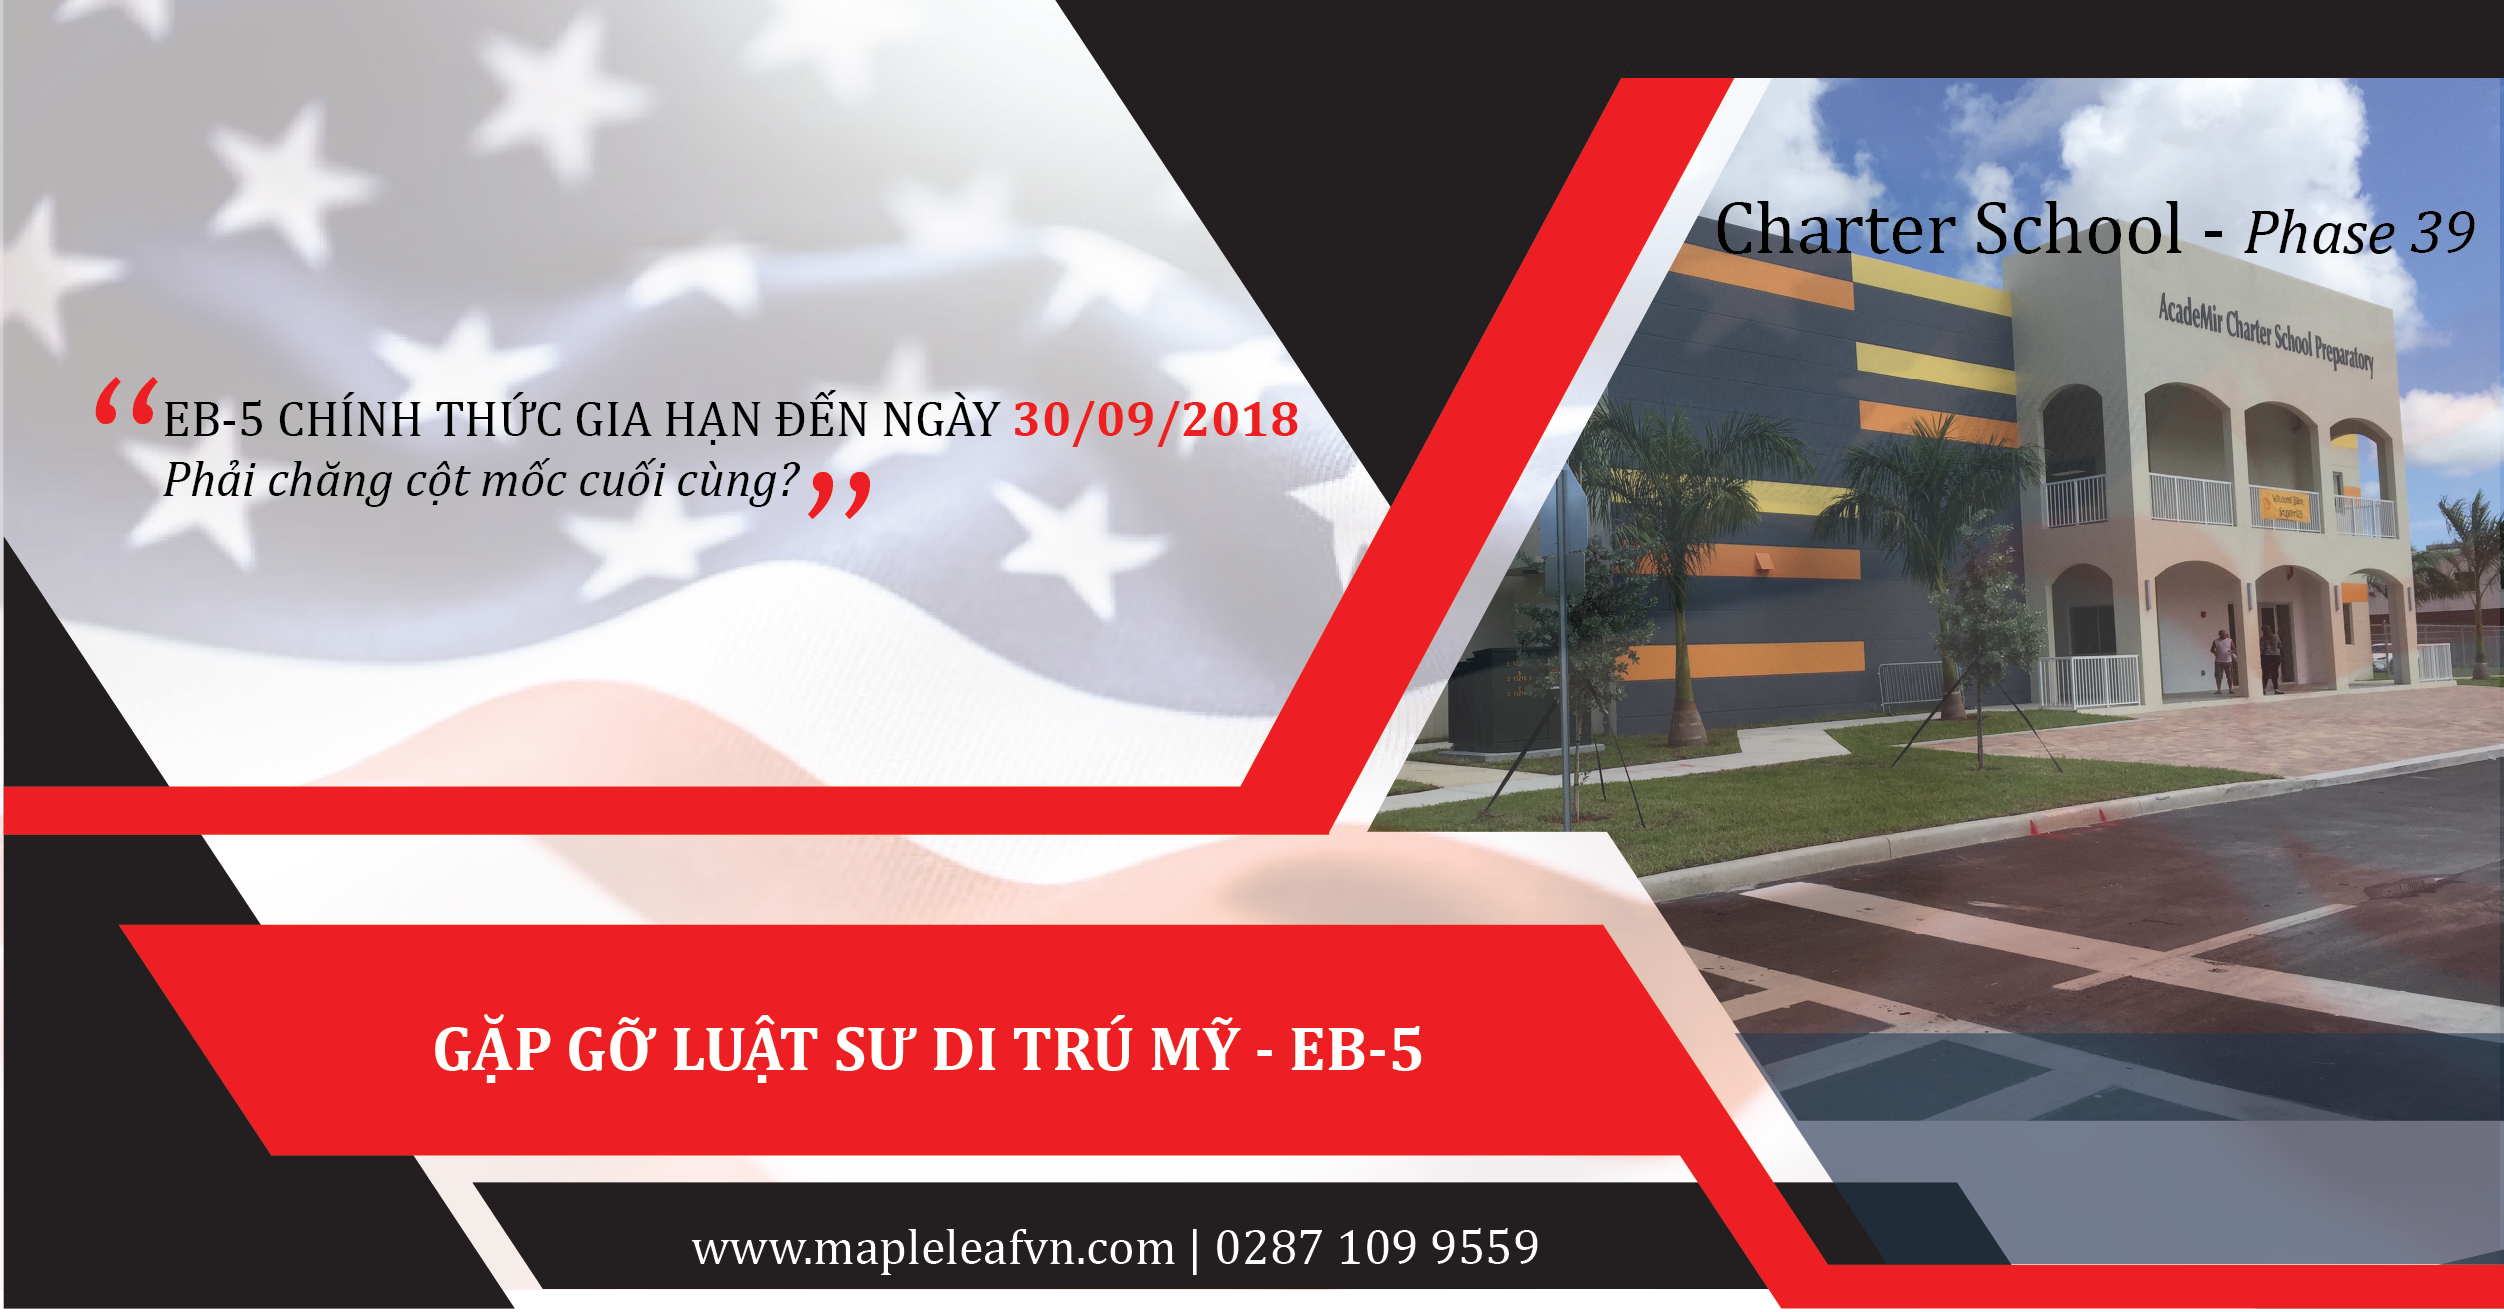 “EB-5 CHÍNH THỨC GIA HẠN ĐẾN NGÀY 30/09/2018
Phải chăng cột mốc cuối cùng?”
Charter School - Phase 39
AcadeMir Charter School Preparatory
GẶP GỠ LUẬT SƯ DI TRÚ MỸ - EB-5
www.mapleleafvn.com | 0287 109 9559